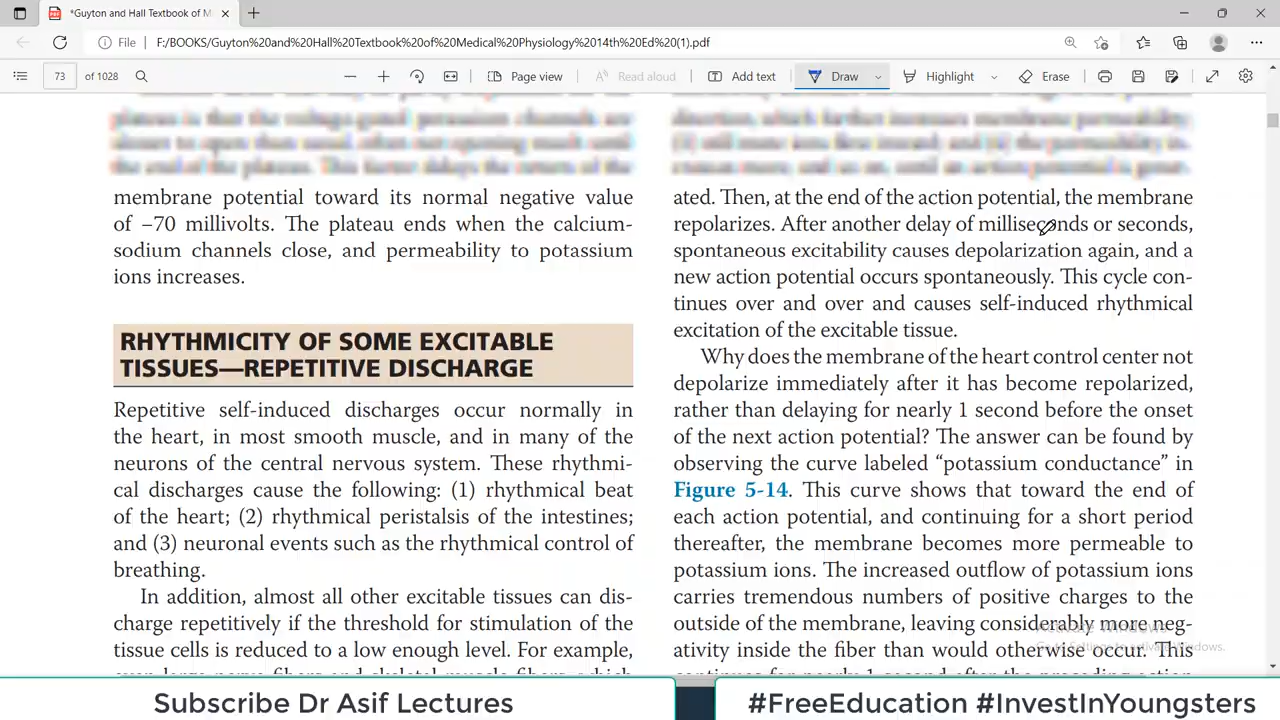 *Guyton and Hall Textbook of M
File
F:/BOOKS/Guyton%20and%20Hall%20Textbook%20of%20Medical%20Physiology%2014th%20Ed%20(1).pdf
73 of 1028
Page view
Read aloud
Add text
Draw
Highlight
Erase
membrane potential toward its normal negative value
of –70 millivolts. The plateau ends when the calcium-
sodium channels close, and permeability to potassium
ions increases.
RHYTHMICITY OF SOME EXCITABLE
TISSUES—REPETITIVE DISCHARGE
Repetitive self-induced discharges occur normally in
the heart, in most smooth muscle, and in many of the
neurons of the central nervous system. These rhythmi-
cal discharges cause the following: (1) rhythmical beat
of the heart; (2) rhythmical peristalsis of the intestines;
and (3) neuronal events such as the rhythmical control of
breathing.
In addition, almost all other excitable tissues can dis-
charge repetitively if the threshold for stimulation of the
tissue cells is reduced to a low enough level. For example,
ated. Then, at the end of the action potential, the membrane
repolarizes. After another delay of milliseconds or seconds,
spontaneous excitability causes depolarization again, and a
new action potential occurs spontaneously. This cycle con-
tinues over and over and causes self-induced rhythmical
excitation of the excitable tissue.
Why does the membrane of the heart control center not
depolarize immediately after it has become repolarized,
rather than delaying for nearly 1 second before the onset
of the next action potential? The answer can be found by
observing the curve labeled “potassium conductance” in
Figure 5-14. This curve shows that toward the end of
each action potential, and continuing for a short period
thereafter, the membrane becomes more permeable to
potassium ions. The increased outflow of potassium ions
carries tremendous numbers of positive charges to the
outside of the membrane, leaving considerably more neg-
ativity inside the fiber than would otherwise occur. This
Activate Windows
Go to Settings to activate Windows.
Subscribe Dr Asif Lectures
#FreeEducation #InvestInYoungsters